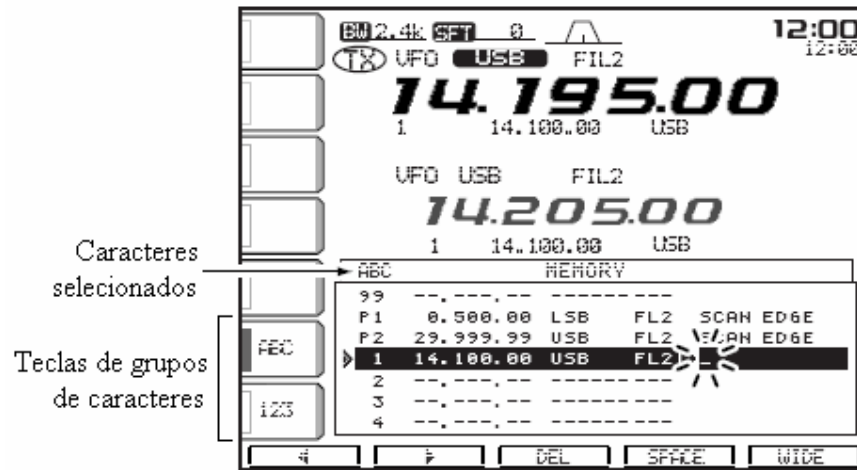 BW 2.4k SFT 0 12:00
12:00
TX VFO USB FIL2
14.195.00
1 14.100.00 USB
VFO USB FIL2
14.205.00
1 14.100.00 USB
Caracteres
selecionados
ABC MEMORY
99 --.---.-- --- --- ---
P1 0.500.00 LSB FL2 SCAN EDGE
P2 29.999.99 USB FL2 SCAN EDGE
1 14.100.00 USB FL2 _
2 --.---.-- --- --- ---
3 --.---.-- --- --- ---
4 --.---.-- --- --- ---
Teclas de grupos
de caracteres
ABC
123
DEL SPACE WIDE